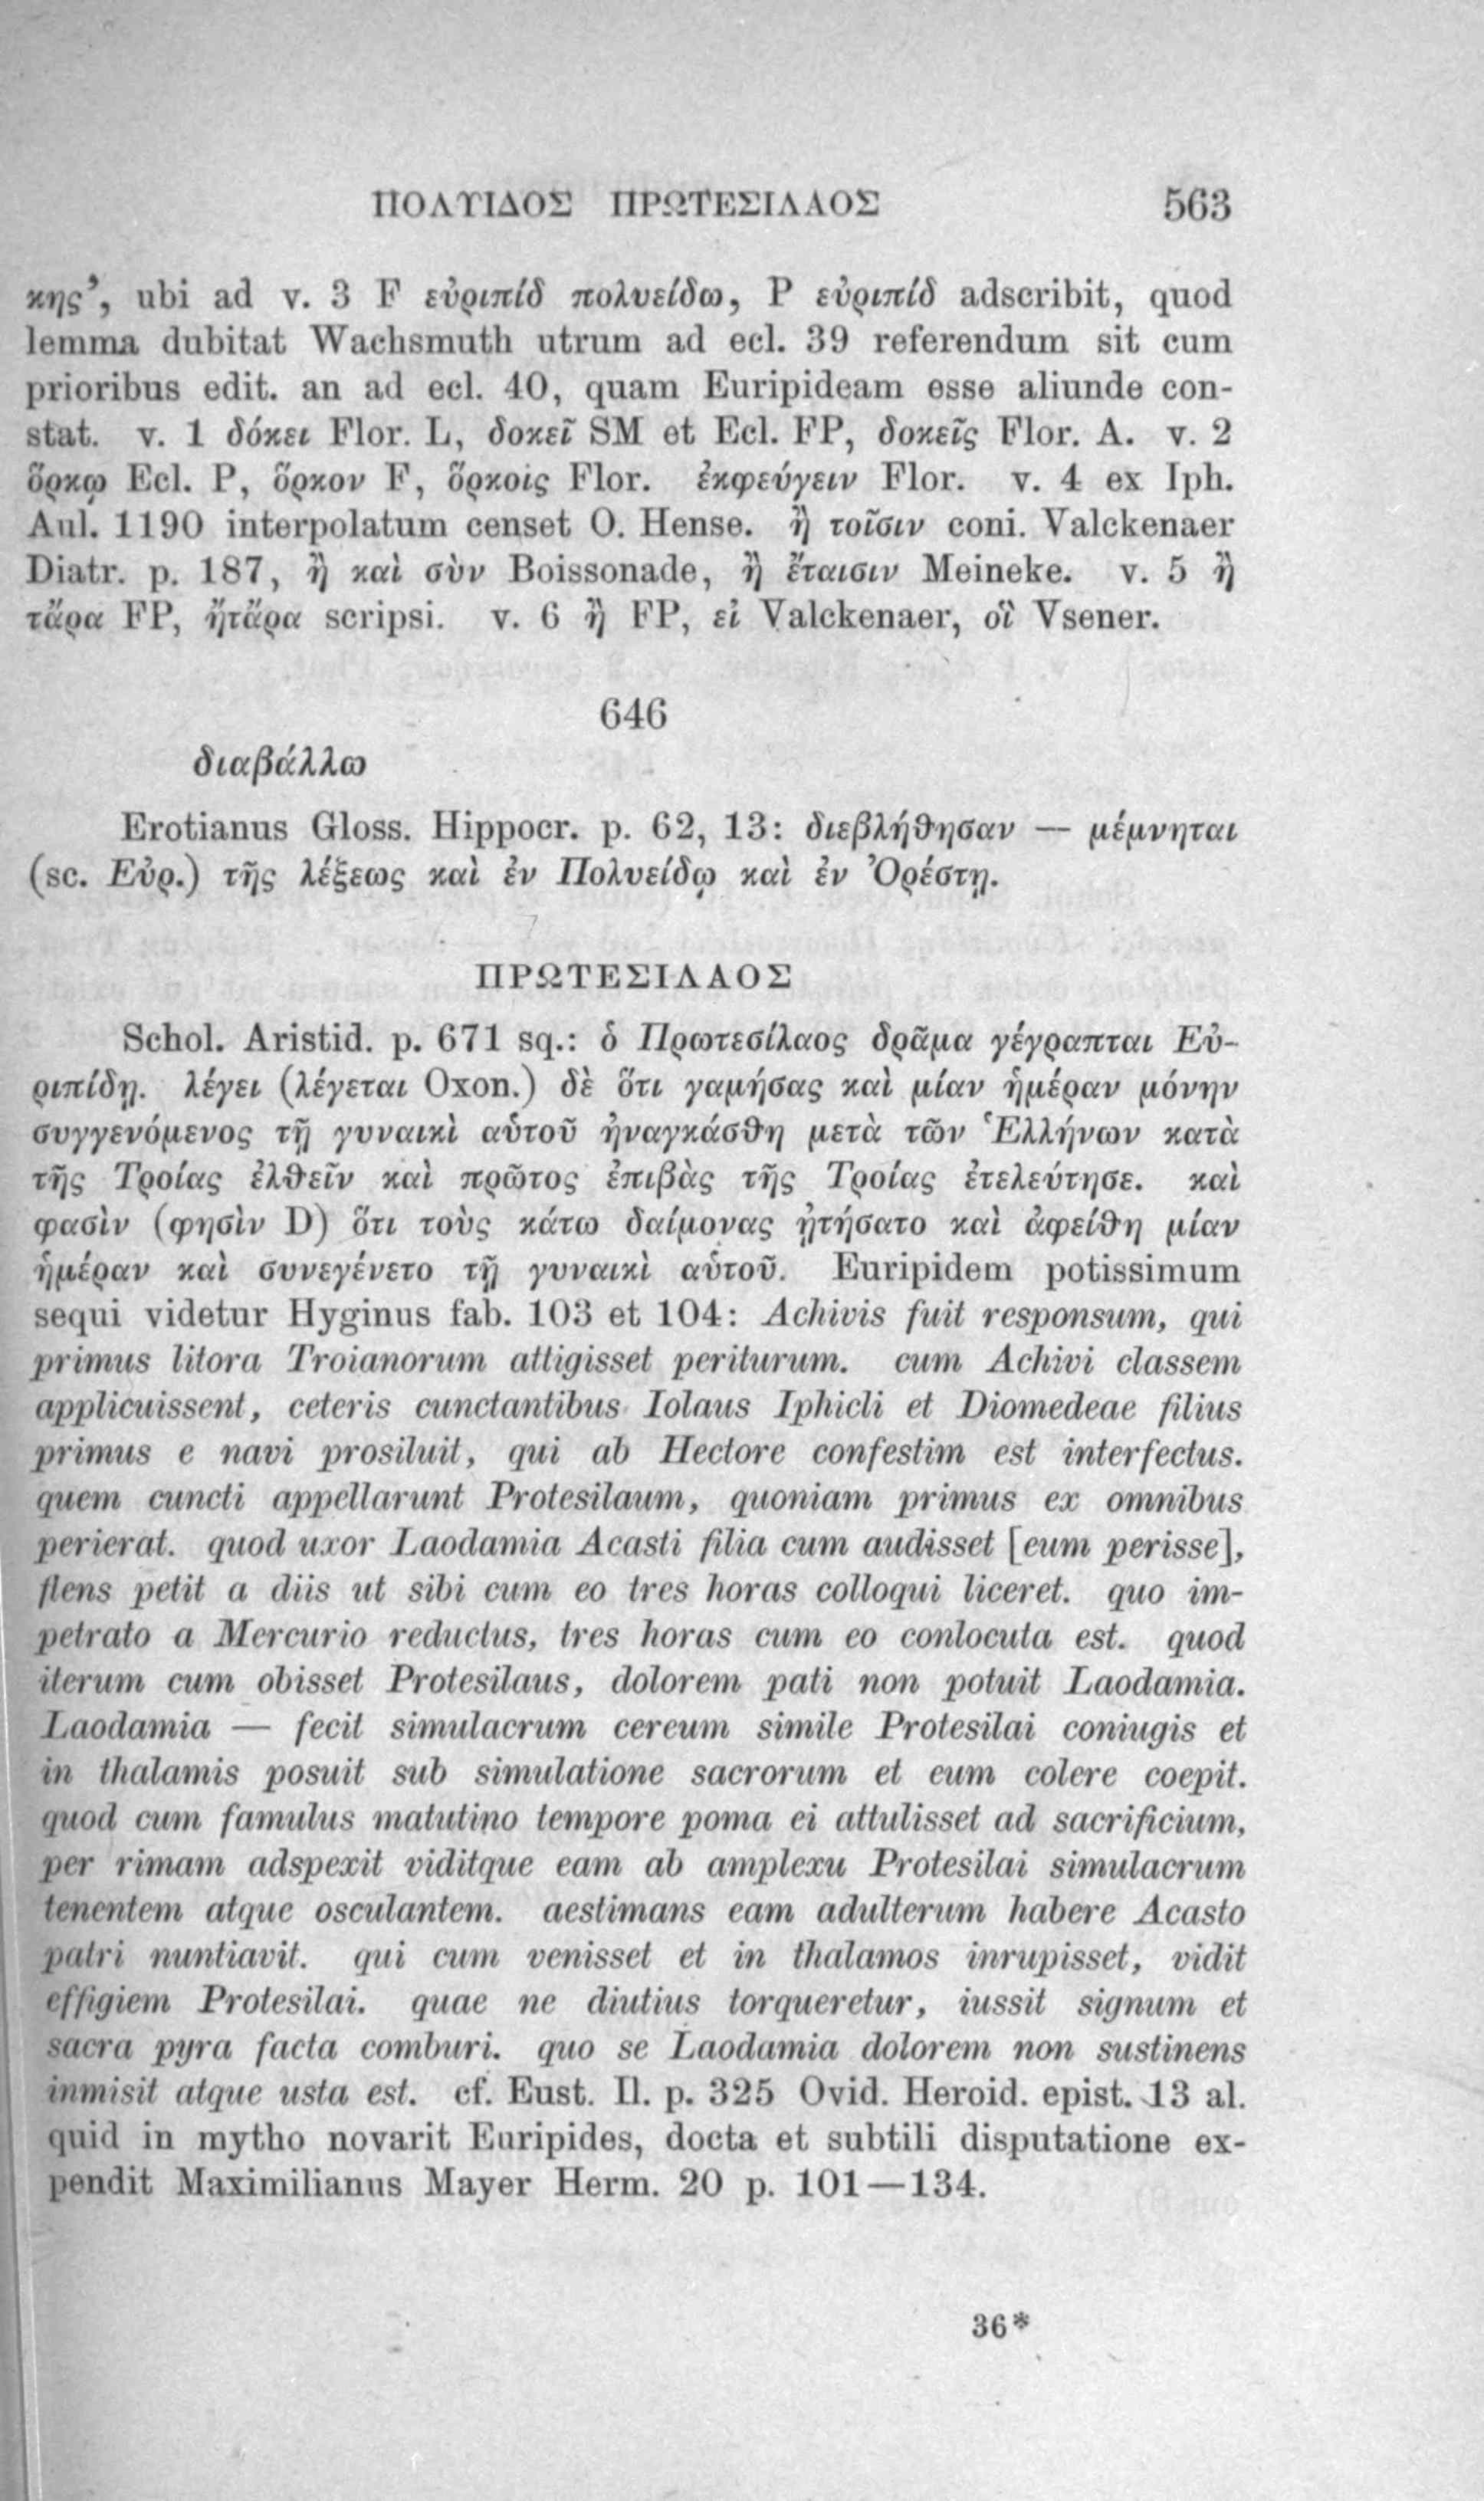 ΠΟΛΥΙΔΟΣ ΠΡΩΤΕΣΙΛΑΟΣ 563
κης’, ubi ad v. 3 F εὐριπίδ πολυείδω, P εὐριπίδ adscribit, quod
lemma dubitat Wachsmuth utrum ad ecl. 39 referendum sit cum
prioribus edit. an ad ecl. 40, quam Euripideam esse aliunde con-
stat. v. 1 δόκει Flor. L, δοκεῖ SM et Ecl. FP, δοκεῖς Flor. A. v. 2
ὅρκῳ Ecl. P, ὅρκον F, ὅρκοις Flor. ἐκφεύγειν Flor. v. 4 ex Iph.
Aul. 1190 interpolatum censet O. Hense. ἢ τοῖσιν coni. Valckenaer
Diatr. p. 187, ἢ καὶ σὺν Boissonade, ἢ ἔταισιν Meineke. v. 5 ἢ
τἄρα FP, ἤτἄρα scripsi. v. 6 ἢ FP, εἰ Valckenaer, οἳ Vsener.
646
διαβάλλω
Erotianus Gloss. Hippocr. p. 62, 13: διεβλήθησαν — μέμνηται
(sc. Εὐρ.) τῆς λέξεως καὶ ἐν Πολυείδῳ καὶ ἐν Ὀρέστῃ.
ΠΡΩΤΕΣΙΛΑΟΣ
Schol. Aristid. p. 671 sq.: ὁ Πρωτεσίλαος δρᾶμα γέγραπται Εὐ-
ριπίδῃ. λέγει (λέγεται Oxon.) δὲ ὅτι γαμήσας καὶ μίαν ἡμέραν μόνην
συγγενόμενος τῇ γυναικὶ αὑτοῦ ἠναγκάσθη μετὰ τῶν Ἑλλήνων κατὰ
τῆς Τροίας ἐλθεῖν καὶ πρῶτος ἐπιβὰς τῆς Τροίας ἐτελεύτησε. καὶ
φασὶν (φησὶν D) ὅτι τοὺς κάτω δαίμονας ᾐτήσατο καὶ ἀφείθη μίαν
ἡμέραν καὶ συνεγένετο τῇ γυναικὶ αὑτοῦ. Euripidem potissimum
sequi videtur Hyginus fab. 103 et 104: Achivis fuit responsum, qui
primus litora Troianorum attigisset periturum. cum Achivi classem
applicuissent, ceteris cunctantibus Iolaus Iphicli et Diomedeae filius
primus e navi prosiluit, qui ab Hectore confestim est interfectus.
quem cuncti appellarunt Protesilaum, quoniam primus ex omnibus
perierat. quod uxor Laodamia Acasti filia cum audisset [eum perisse],
flens petit a diis ut sibi cum eo tres horas colloqui liceret. quo im-
petrato a Mercurio reductus, tres horas cum eo conlocuta est. quod
iterum cum obisset Protesilaus, dolorem pati non potuit Laodamia.
Laodamia — fecit simulacrum cereum simile Protesilai coniugis et
in thalamis posuit sub simulatione sacrorum et eum colere coepit.
quod cum famulus matutino tempore poma ei attulisset ad sacrificium,
per rimam adspexit viditque eam ab amplexu Protesilai simulacrum
tenentem atque osculantem. aestimans eam adulterum habere Acasto
patri nuntiavit. qui cum venisset et in thalamos inrupisset, vidit
effigiem Protesilai. quae ne diutius torqueretur, iussit signum et
sacra pyra facta comburi. quo se Laodamia dolorem non sustinens
inmisit atque usta est. cf. Eust. Il. p. 325 Ovid. Heroid. epist. 13 al.
quid in mytho novarit Euripides, docta et subtili disputatione ex-
pendit Maximilianus Mayer Herm. 20 p. 101—134.
36*